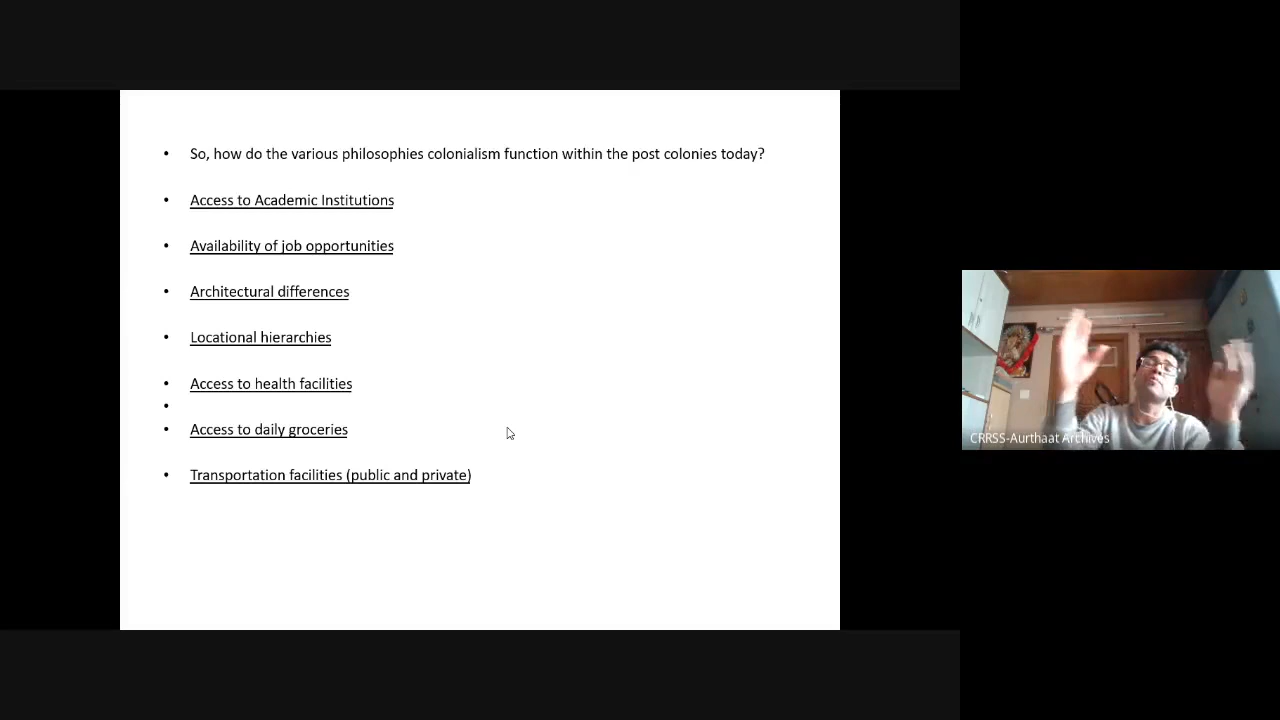 • So, how do the various philosophies colonialism function within the post colonies today?
• Access to Academic Institutions
• Availability of job opportunities
• Architectural differences
• Locational hierarchies
• Access to health facilities
•
• Access to daily groceries
• Transportation facilities (public and private)
CRRSS-Aurthaat Archives